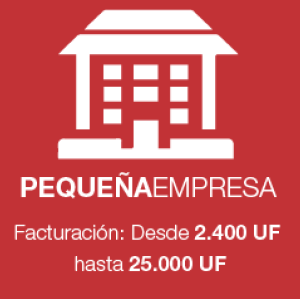 PEQUEÑAEMPRESA
Facturación: Desde 2.400 UF
hasta 25.000 UF